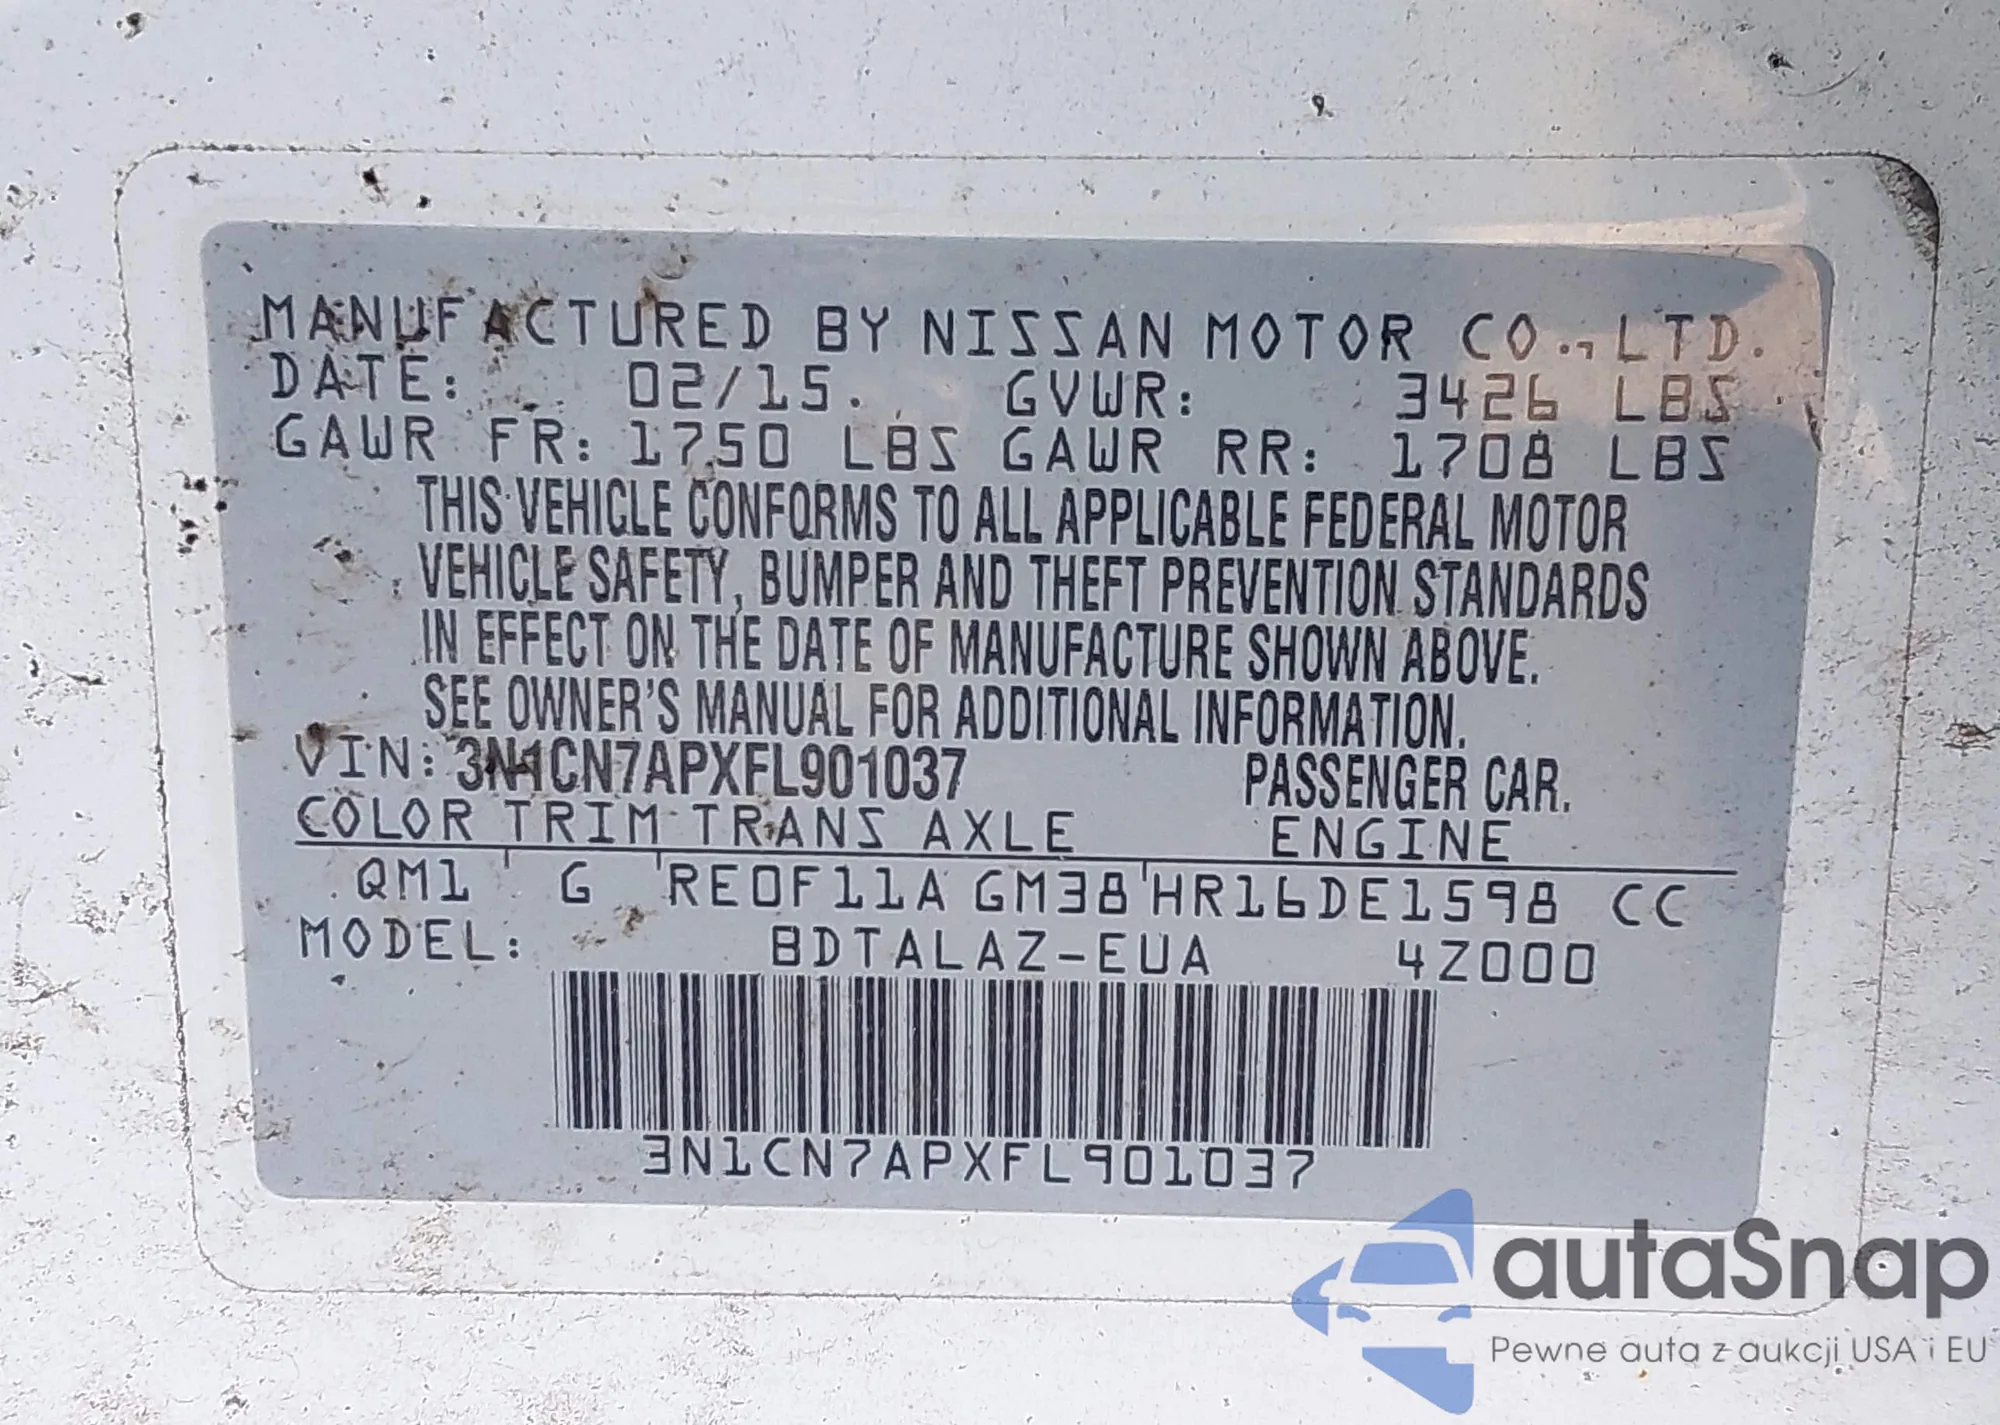 MANUFACTURED BY NISSAN MOTOR CO., LTD.
DATE: 02/15. GVWR: 3426 LBS
GAWR FR: 1750 LBS GAWR RR: 1708 LBS
THIS VEHICLE CONFORMS TO ALL APPLICABLE FEDERAL MOTOR
VEHICLE SAFETY, BUMPER AND THEFT PREVENTION STANDARDS
IN EFFECT ON THE DATE OF MANUFACTURE SHOWN ABOVE.
SEE OWNER'S MANUAL FOR ADDITIONAL INFORMATION.
VIN: 3N1CN7APXFL901037 PASSENGER CAR.
COLOR TRIM TRANS AXLE ENGINE
QM1 G RE0F11A GM38 HR16DE1598 CC
MODEL: BDTALAZ-EUA 4Z000
3N1CN7APXFL901037
autaSnap
Pewne auta z aukcji USA i EU